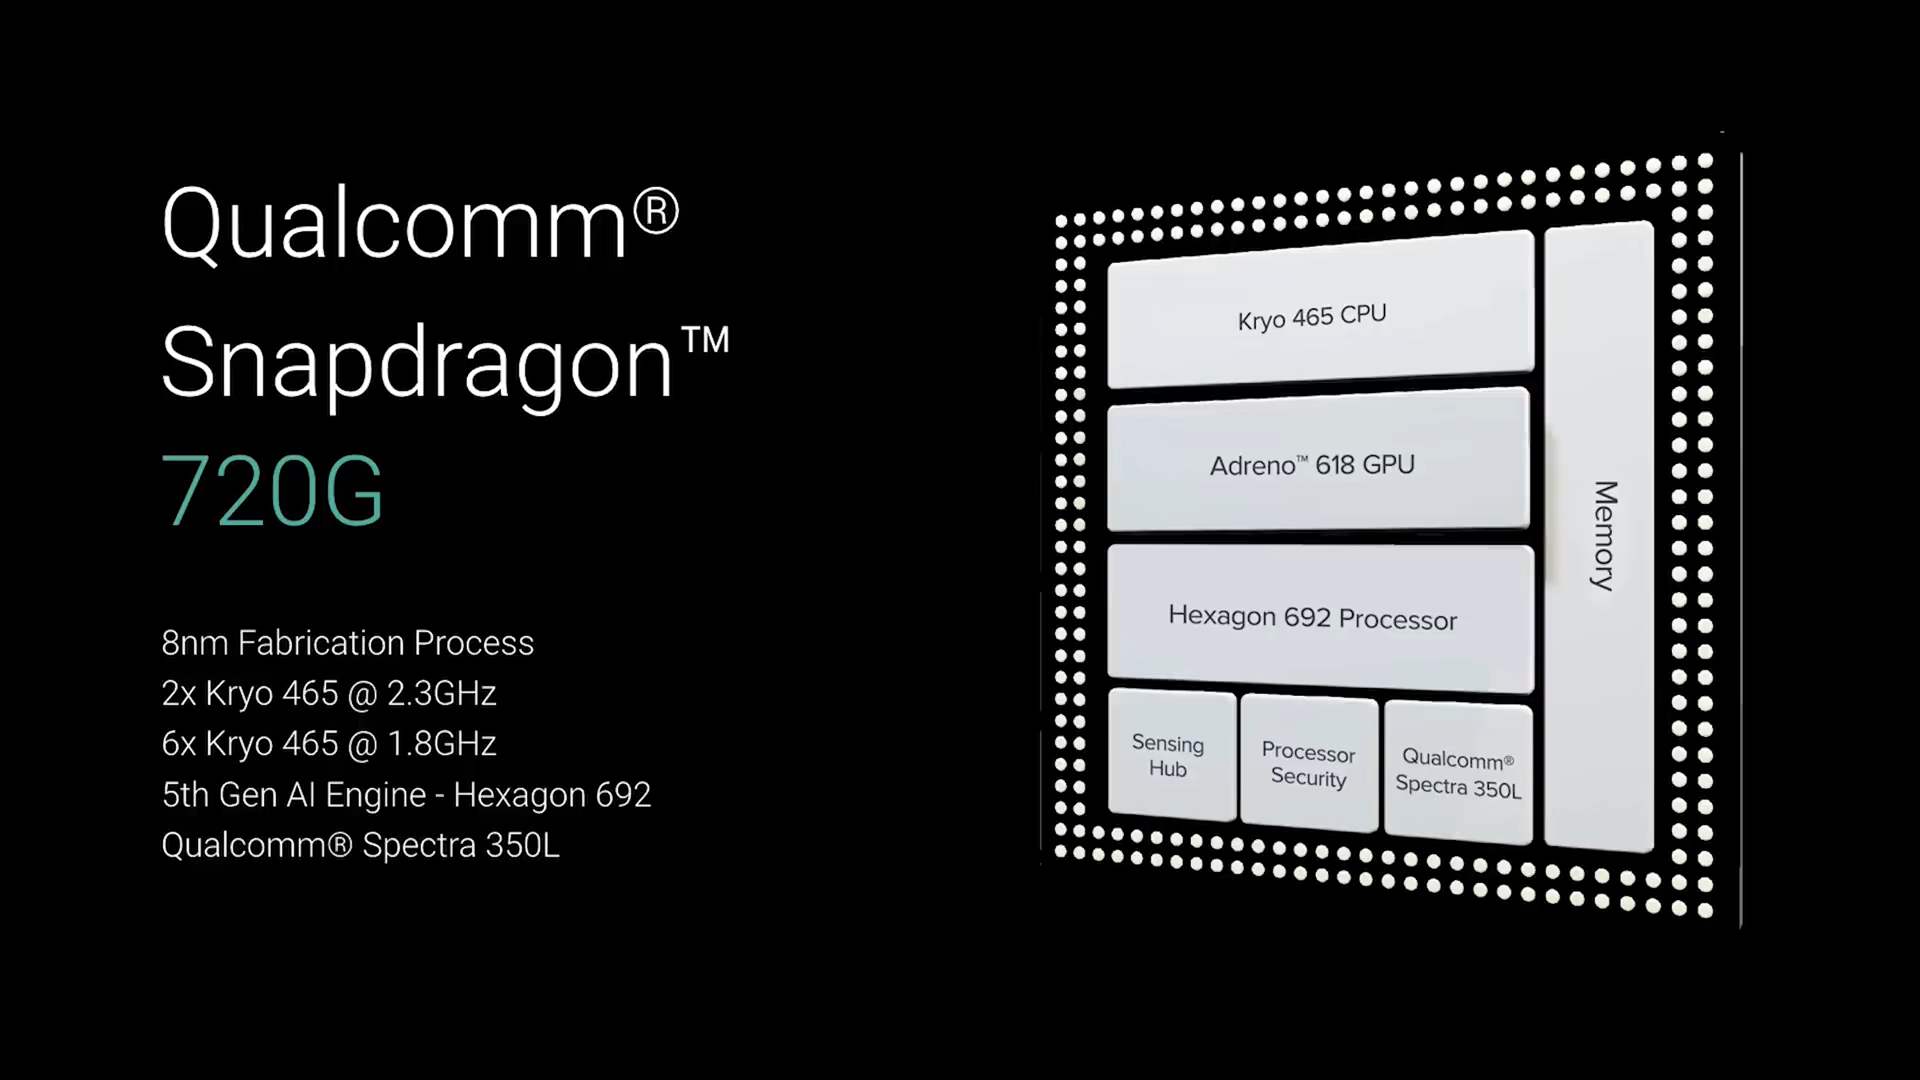 Qualcomm®
Snapdragon™
720G
8nm Fabrication Process
2x Kryo 465 @ 2.3GHz
6x Kryo 465 @ 1.8GHz
5th Gen AI Engine - Hexagon 692
Qualcomm® Spectra 350L
Kryo 465 CPU
Adreno™ 618 GPU
Hexagon 692 Processor
Sensing
Hub
Processor
Security
Qualcomm®
Spectra 350L
Memory